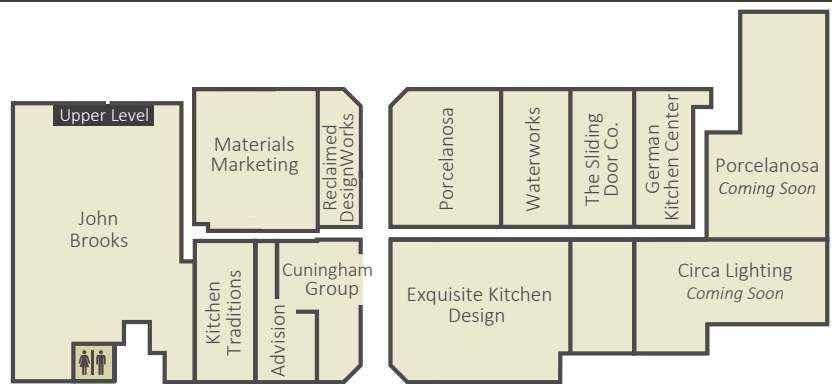 Upper Level
John
Brooks
Materials
Marketing
Reclaimed
DesignWorks
Porcelanosa
Waterworks
The Sliding
Door Co.
German
Kitchen Center
Porcelanosa
Coming Soon
Kitchen
Traditions
Advision
Cuningham
Group
Exquisite Kitchen
Design
Circa Lighting
Coming Soon